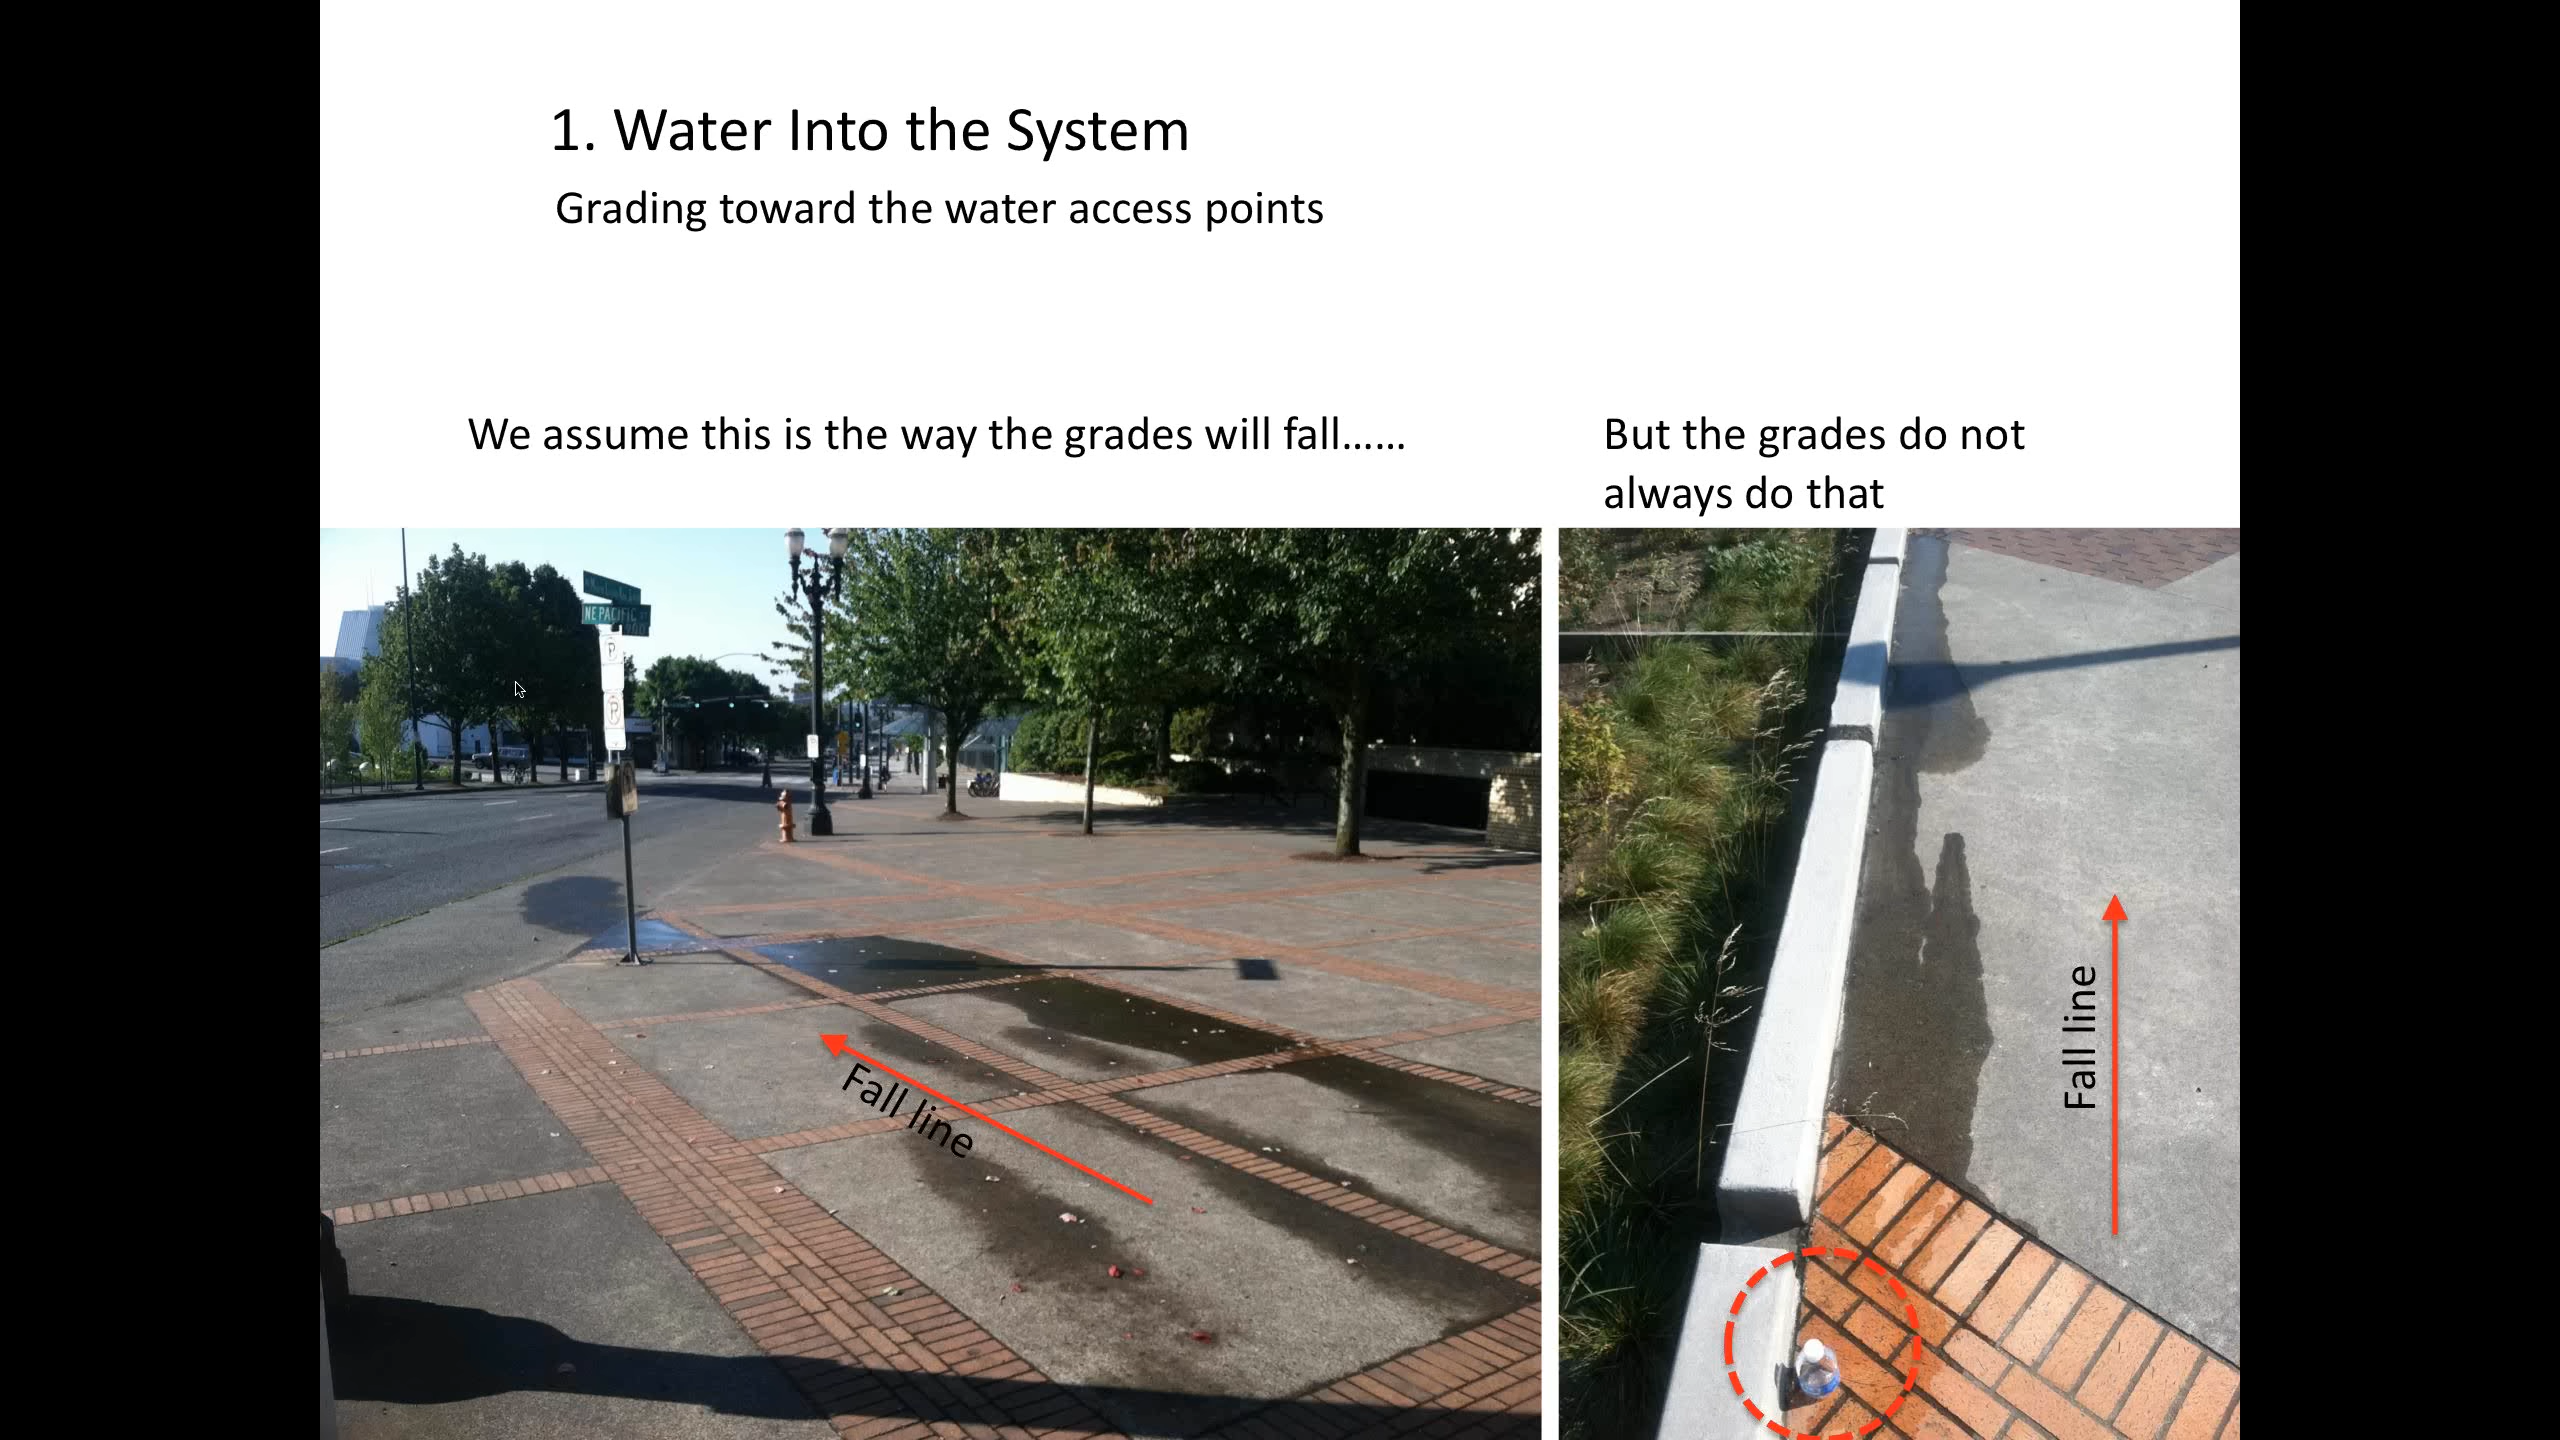 1. Water Into the System
Grading toward the water access points
We assume this is the way the grades will fall......
But the grades do not
always do that
NE PACIFIC
P
P
Fall line
Fall line